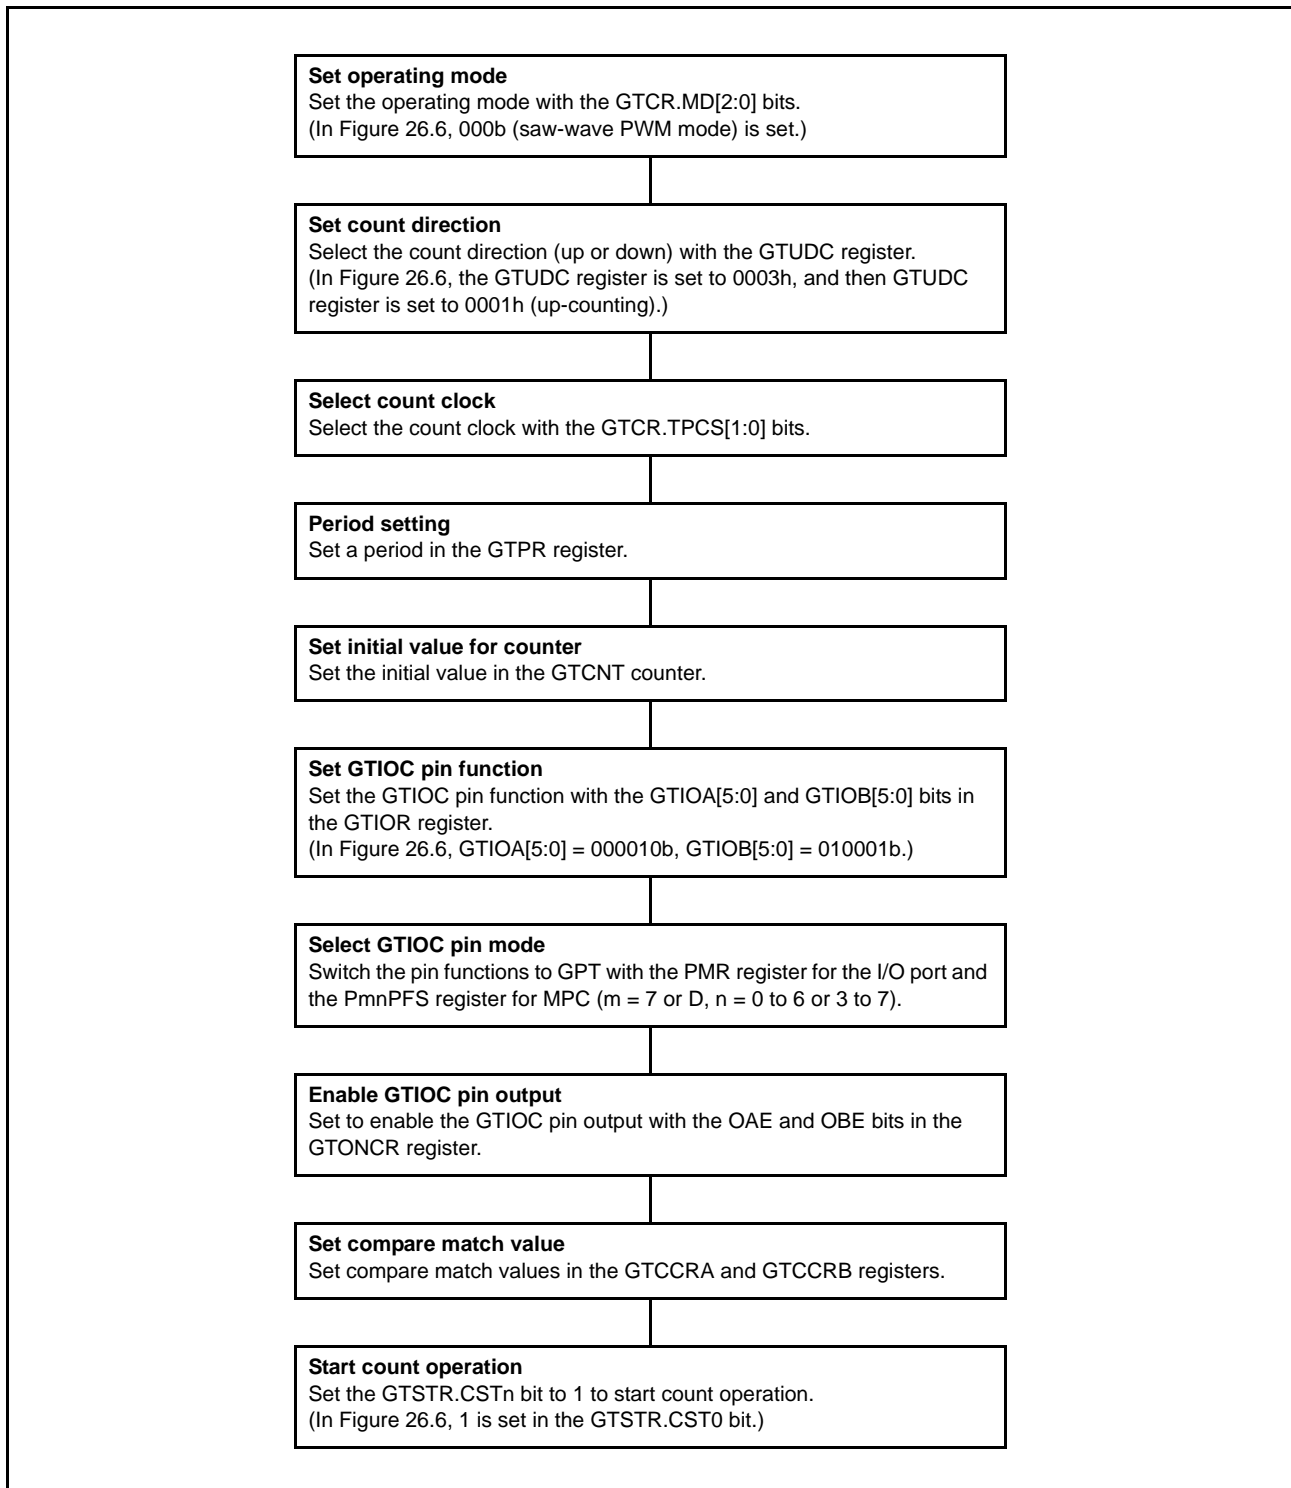 Set operating mode
Set the operating mode with the GTCR.MD[2:0] bits.
(In Figure 26.6, 000b (saw-wave PWM mode) is set.)
Set count direction
Select the count direction (up or down) with the GTUDC register.
(In Figure 26.6, the GTUDC register is set to 0003h, and then GTUDC
register is set to 0001h (up-counting).)
Select count clock
Select the count clock with the GTCR.TPCS[1:0] bits.
Period setting
Set a period in the GTPR register.
Set initial value for counter
Set the initial value in the GTCNT counter.
Set GTIOC pin function
Set the GTIOC pin function with the GTIOA[5:0] and GTIOB[5:0] bits in
the GTIOR register.
(In Figure 26.6, GTIOA[5:0] = 000010b, GTIOB[5:0] = 010001b.)
Select GTIOC pin mode
Switch the pin functions to GPT with the PMR register for the I/O port and
the PmnPFS register for MPC (m = 7 or D, n = 0 to 6 or 3 to 7).
Enable GTIOC pin output
Set to enable the GTIOC pin output with the OAE and OBE bits in the
GTONCR register.
Set compare match value
Set compare match values in the GTCCRA and GTCCRB registers.
Start count operation
Set the GTSTR.CSTn bit to 1 to start count operation.
(In Figure 26.6, 1 is set in the GTSTR.CST0 bit.)